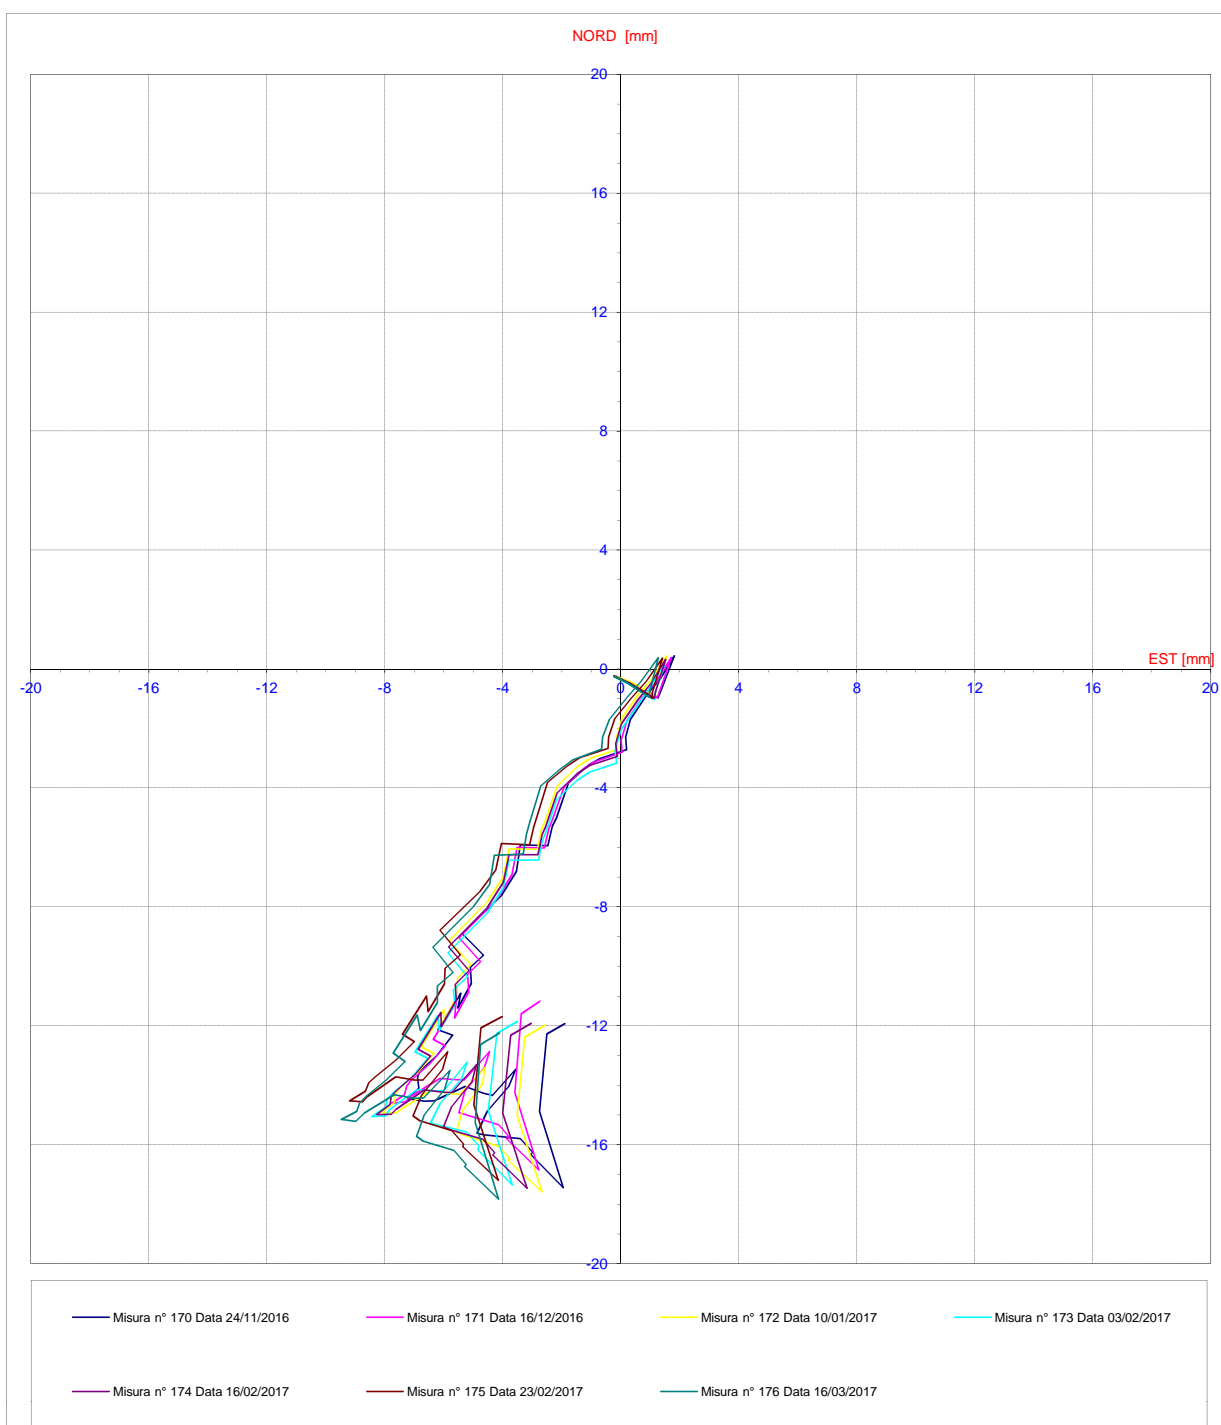 NORD [mm]
20
16
12
8
4
0
EST [mm]
-20 -16 -12 -8 -4 0 4 8 12 16 20
-4
-8
-12
-16
-20
Misura n° 170 Data 24/11/2016 Misura n° 171 Data 16/12/2016 Misura n° 172 Data 10/01/2017 Misura n° 173 Data 03/02/2017
Misura n° 174 Data 16/02/2017 Misura n° 175 Data 23/02/2017 Misura n° 176 Data 16/03/2017